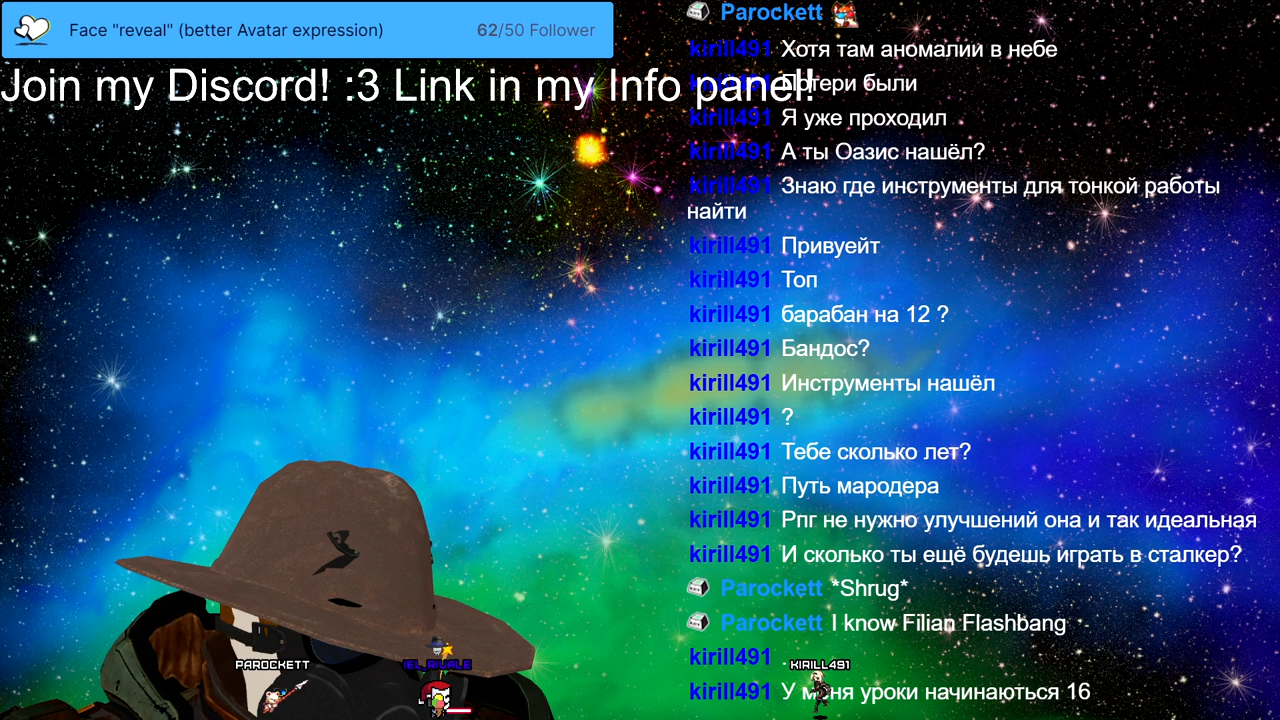 Face "reveal" (better Avatar expression) 62/50 Follower
Join my Discord! :3 Link in my Info panel!
Parockett
kirill491 Хотя там аномалии в небе
kirill491 Потери были
kirill491 Я уже проходил
kirill491 А ты Оазис нашёл?
kirill491 Знаю где инструменты для тонкой работы
найти
kirill491 Привуейт
kirill491 Топ
kirill491 барабан на 12 ?
kirill491 Бандос?
kirill491 Инструменты нашёл
kirill491 ?
kirill491 Тебе сколько лет?
kirill491 Путь мародера
kirill491 Рпг не нужно улучшений она и так идеальная
kirill491 И сколько ты ещё будешь играть в сталкер?
Parockett *Shrug*
Parockett I know Filian Flashbang
kirill491 .
kirill491 У меня уроки начинаються 16
PAROCKETT
KIRILL491